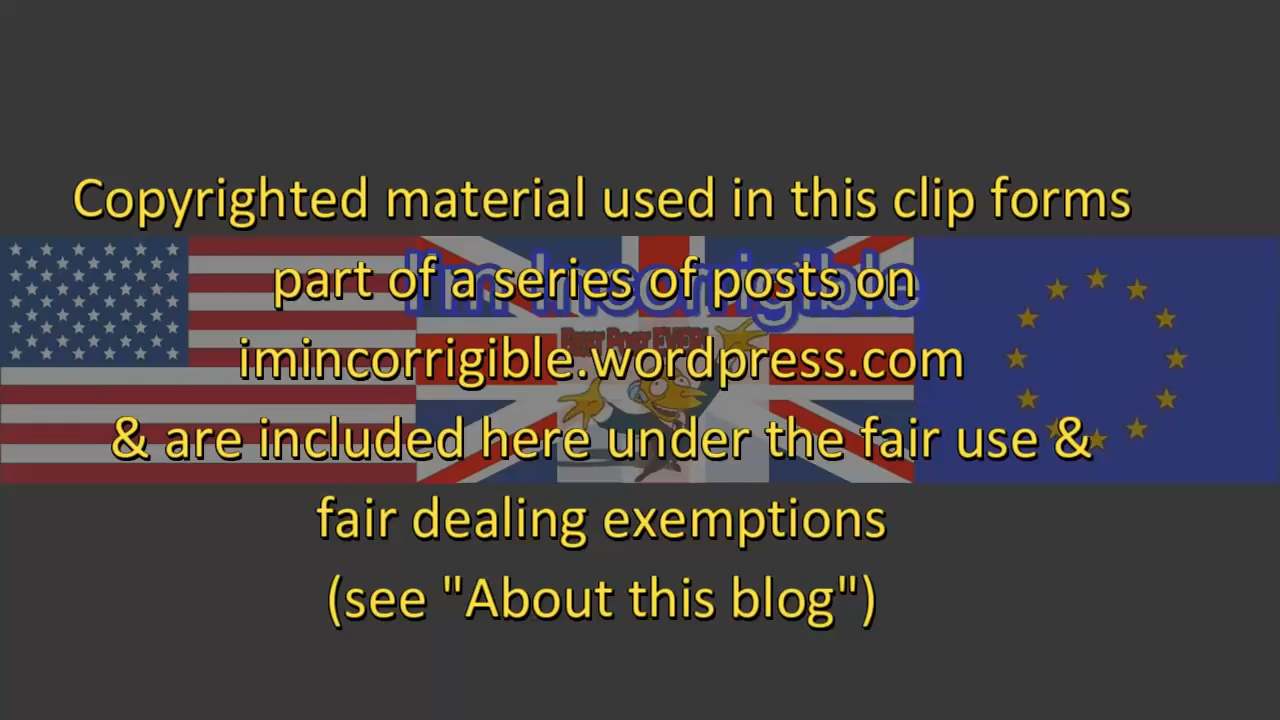 Copyrighted material used in this clip forms
I'm Incorrigible
part of a series of posts on
imincorrigible.wordpress.com
& are included here under the fair use &
fair dealing exemptions
(see "About this blog")